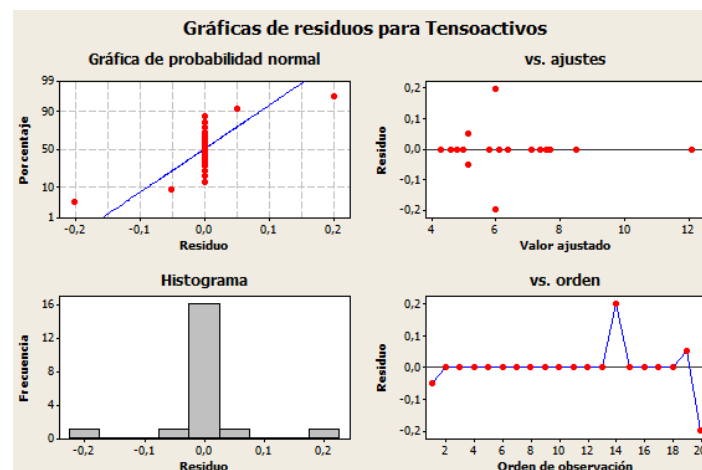 Gráficas de residuos para Tensoactivos
Gráfica de probabilidad normal
vs. ajustes
99
90
50
10
1
Porcentaje
-0,2 -0,1 0,0 0,1 0,2
Residuo
0,2
0,1
0,0
-0,1
-0,2
Residuo
4 6 8 10 12
Valor ajustado
Histograma
vs. orden
16
12
8
4
0
Frecuencia
-0,2 -0,1 0,0 0,1 0,2
Residuo
0,2
0,1
0,0
-0,1
-0,2
Residuo
2 4 6 8 10 12 14 16 18 20
Orden de observación